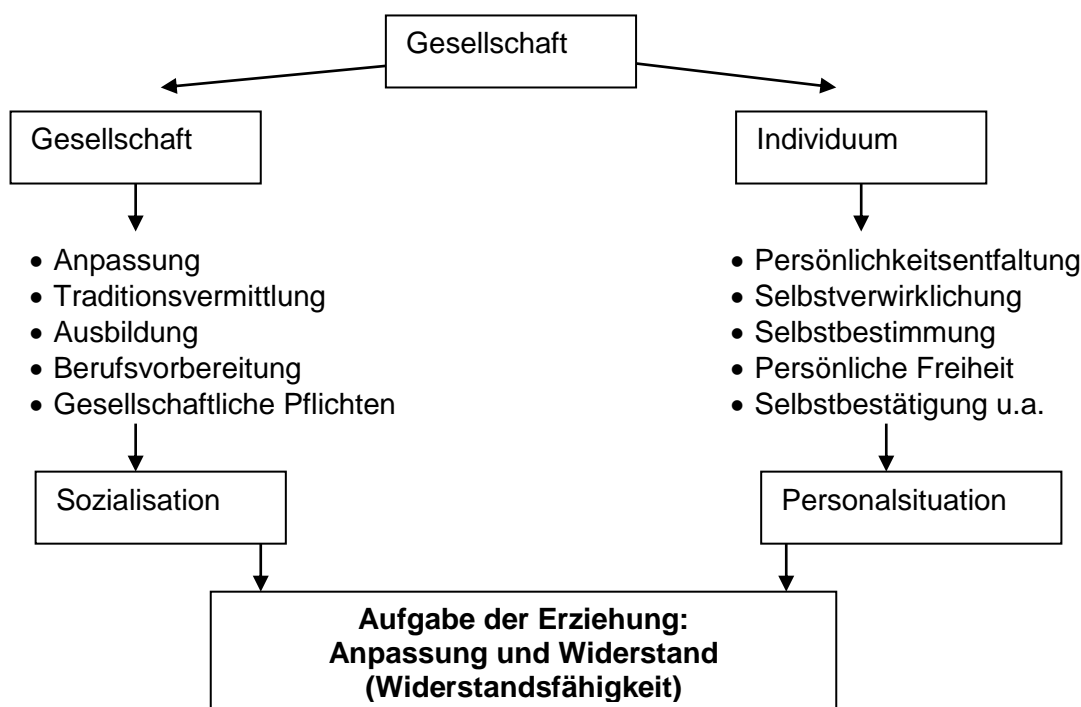 Gesellschaft
Gesellschaft
• Anpassung
• Traditionsvermittlung
• Ausbildung
• Berufsvorbereitung
• Gesellschaftliche Pflichten
Sozialisation
Individuum
• Persönlichkeitsentfaltung
• Selbstverwirklichung
• Selbstbestimmung
• Persönliche Freiheit
• Selbstbestätigung u.a.
Personalsituation
Aufgabe der Erziehung:
Anpassung und Widerstand
(Widerstandsfähigkeit)